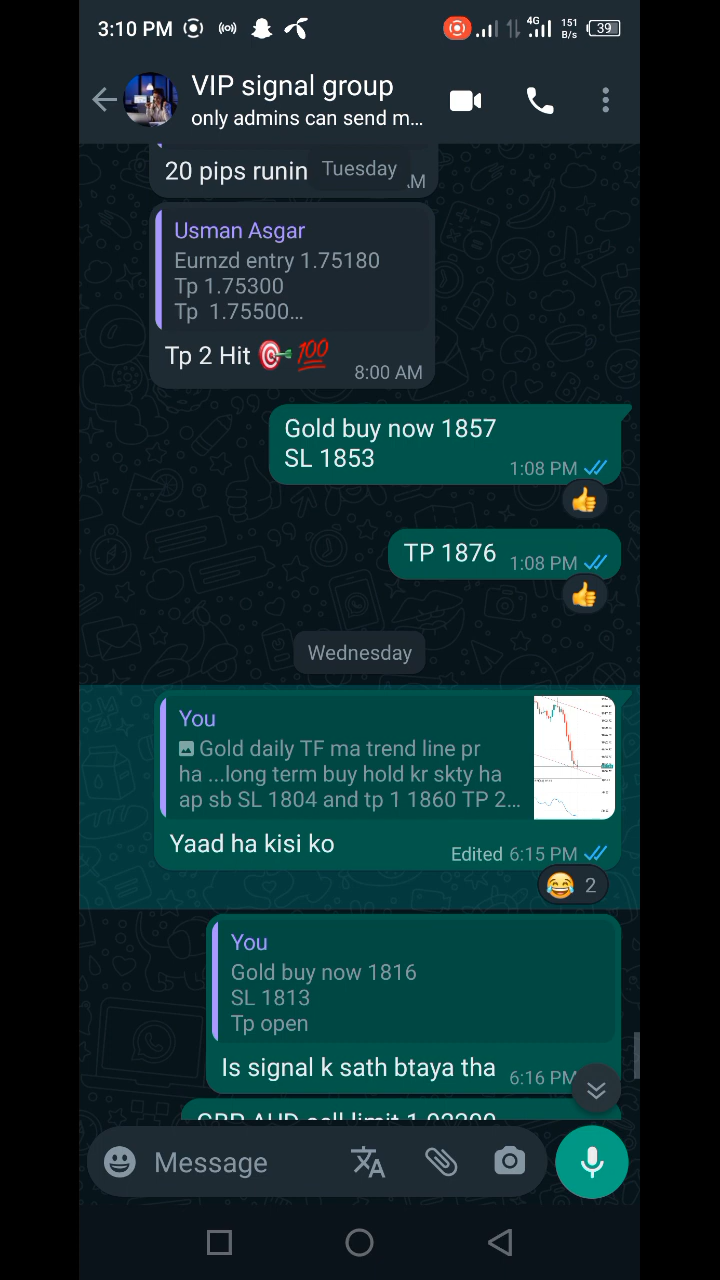 3:10 PM
4G
151
B/s
39
VIP signal group
only admins can send m...
20 pips runin
Tuesday
Usman Asgar
Eurnzd entry 1.75180
Tp 1.75300
Tp 1.75500...
Tp 2 Hit 🎯 💯
8:00 AM
Gold buy now 1857
SL 1853
1:08 PM
👍
TP 1876
1:08 PM
👍
Wednesday
You
Gold daily TF ma trend line pr
ha ...long term buy hold kr skty ha
ap sb SL 1804 and tp 1 1860 TP 2...
Yaad ha kisi ko
Edited 6:15 PM
😂 2
You
Gold buy now 1816
SL 1813
Tp open
Is signal k sath btaya tha
6:16 PM
Message